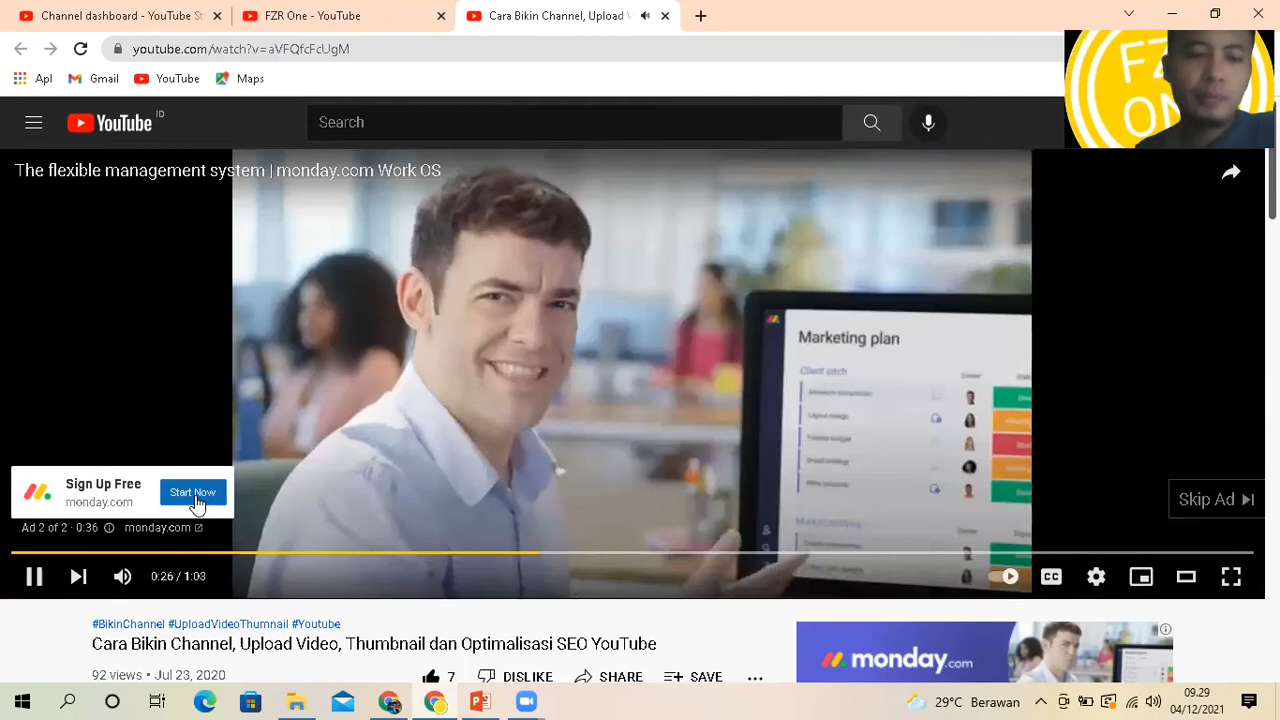 Channel dashboard - YouTube S
FZR One - YouTube
Cara Bikin Channel, Upload V
youtube.com/watch?v=aVFQfcFcUgM
Apl
Gmail
YouTube
Maps
YouTube ID
Search
The flexible management system | monday.com Work OS
Marketing plan
Client pitch
Sign Up Free
monday.com
Start Now
Skip Ad
Ad 2 of 2 · 0:36
monday.com
0:26 / 1:03
CC
#BikinChannel #UploadVideoThumnail #Youtube
Cara Bikin Channel, Upload Video, Thumbnail dan Optimalisasi SEO YouTube
92 views • Jul 23, 2020
7
DISLIKE
SHARE
SAVE
monday.com
29°C Berawan
09.29
04/12/2021